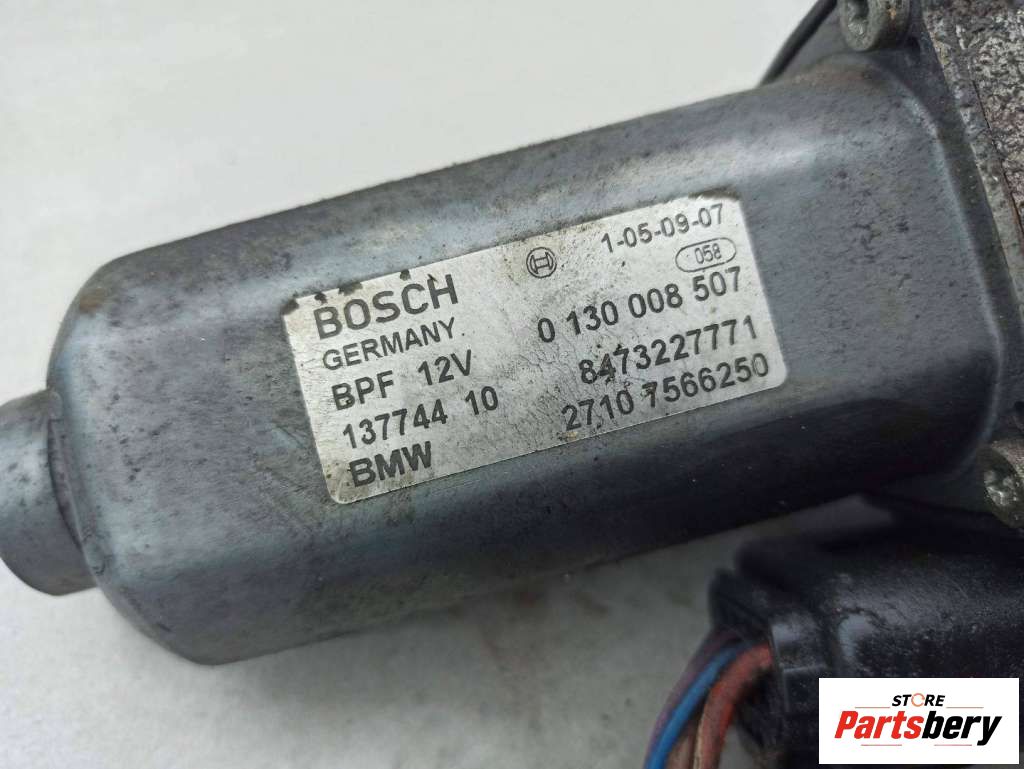 BOSCH
GERMANY
BPF 12V
137744 10
BMW
1-05-09-07
058
0 130 008 507
8473227771
2710 7566250
STORE
Partsbery